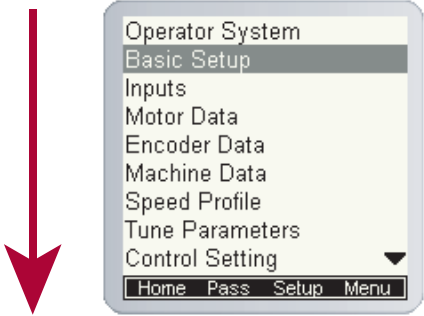 Operator System
Basic Setup
Inputs
Motor Data
Encoder Data
Machine Data
Speed Profile
Tune Parameters
Control Setting
Home Pass Setup Menu